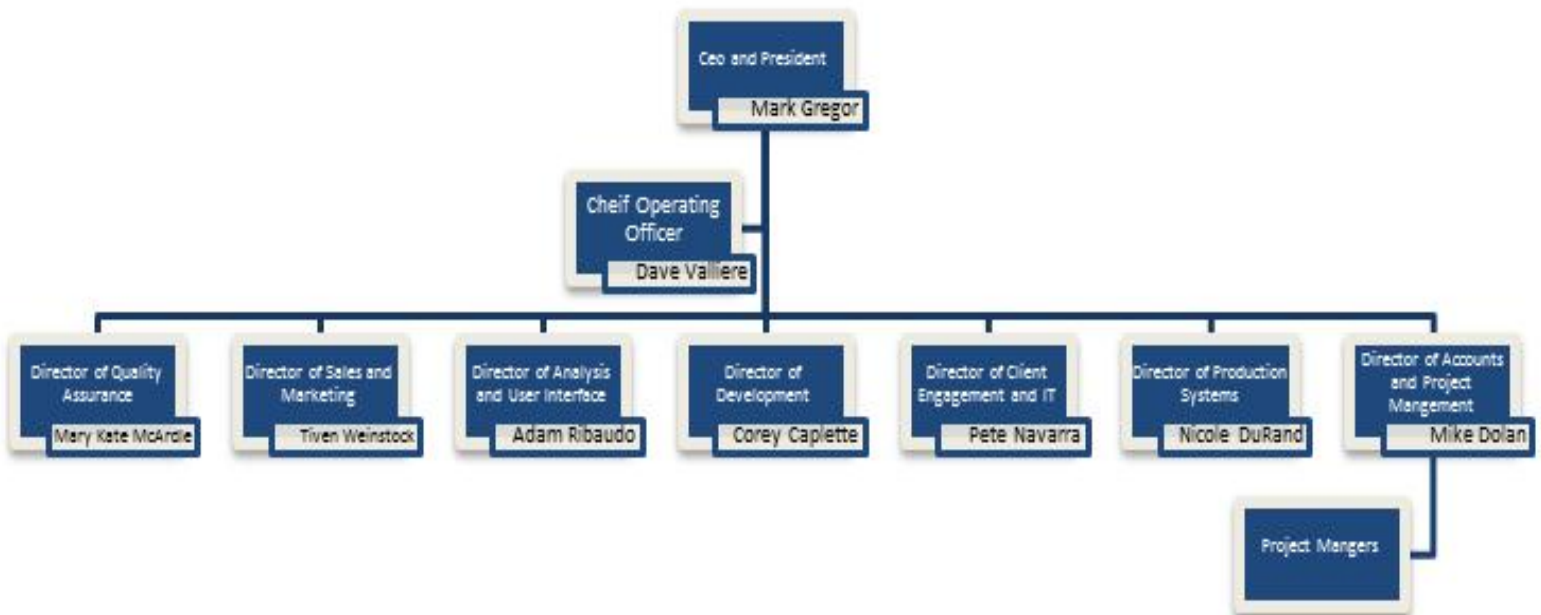 Ceo and President
Mark Gregor
Cheif Operating
Officer
Dave Valliere
Director of Quality
Assurance
Mary Kate McArdle
Director of Sales and
Marketing
Tiven Weinstock
Director of Analysis
and User Interface
Adam Ribaudo
Director of
Development
Corey Caplette
Director of Client
Engagement and IT
Pete Navarra
Director of Production
Systems
Nicole DuRand
Director of Accounts
and Project
Mangement
Mike Dolan
Project Mangers